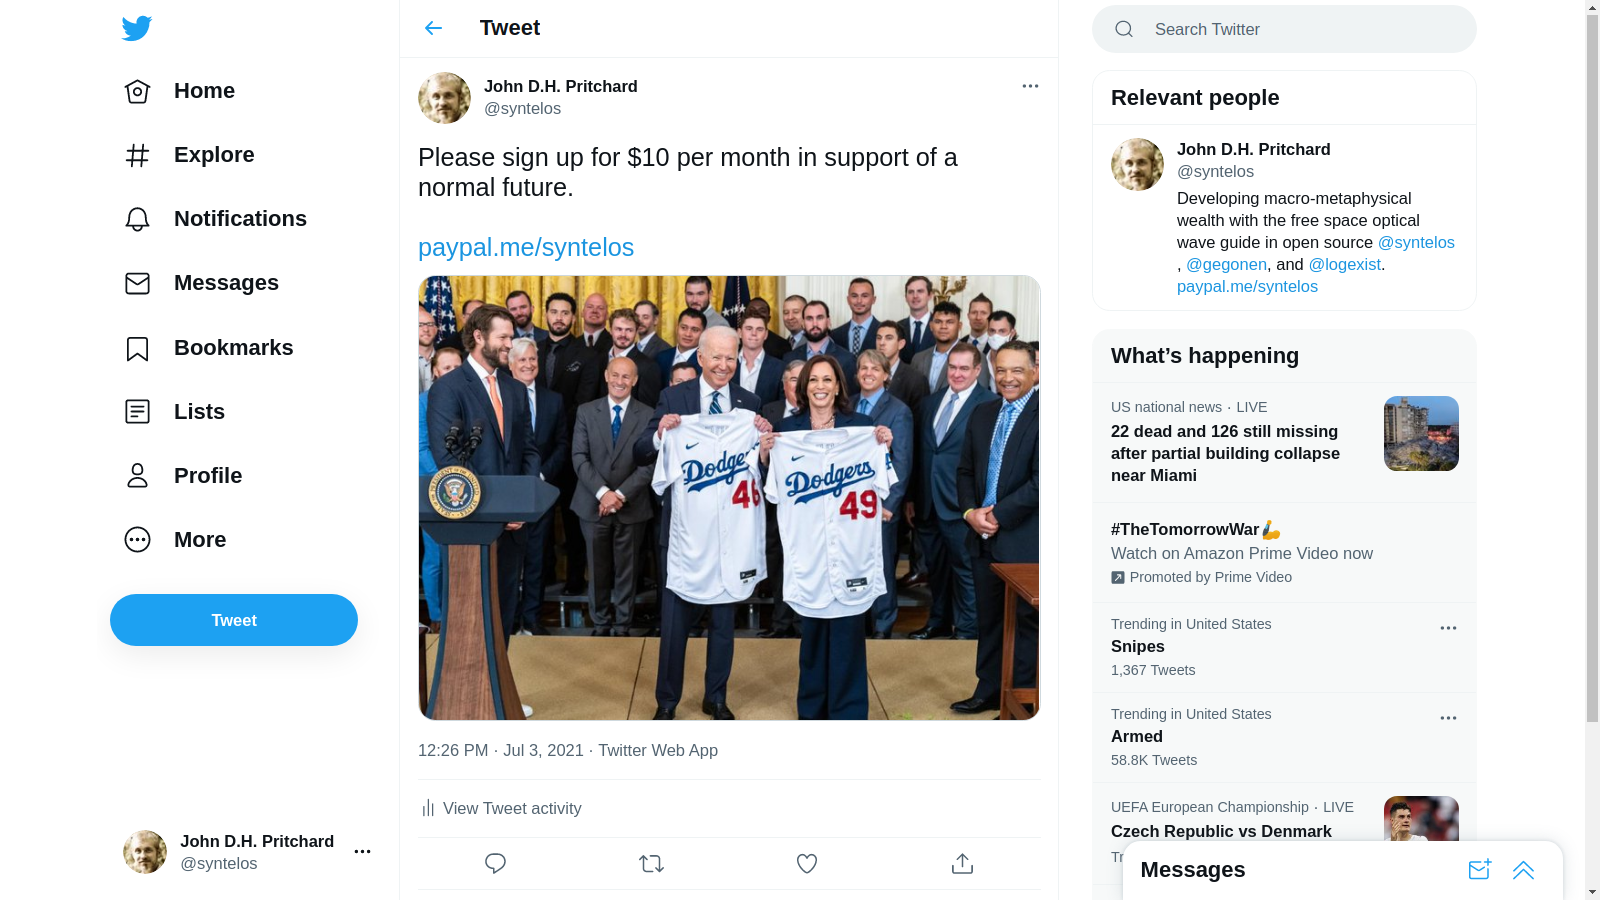 Home
Explore
Notifications
Messages
Bookmarks
Lists
Profile
More
Tweet
John D.H. Pritchard
@syntelos
Tweet
John D.H. Pritchard
@syntelos
Please sign up for $10 per month in support of a
normal future.
paypal.me/syntelos
Dodgers
46
Dodgers
49
12:26 PM · Jul 3, 2021 · Twitter Web App
View Tweet activity
Search Twitter
Relevant people
John D.H. Pritchard
@syntelos
Developing macro-metaphysical
wealth with the free space optical
wave guide in open source @syntelos
, @gegonen, and @logexist.
paypal.me/syntelos
What’s happening
US national news · LIVE
22 dead and 126 still missing
after partial building collapse
near Miami
#TheTomorrowWar
Watch on Amazon Prime Video now
Promoted by Prime Video
Trending in United States
Snipes
1,367 Tweets
Trending in United States
Armed
58.8K Tweets
UEFA European Championship · LIVE
Czech Republic vs Denmark
Messages